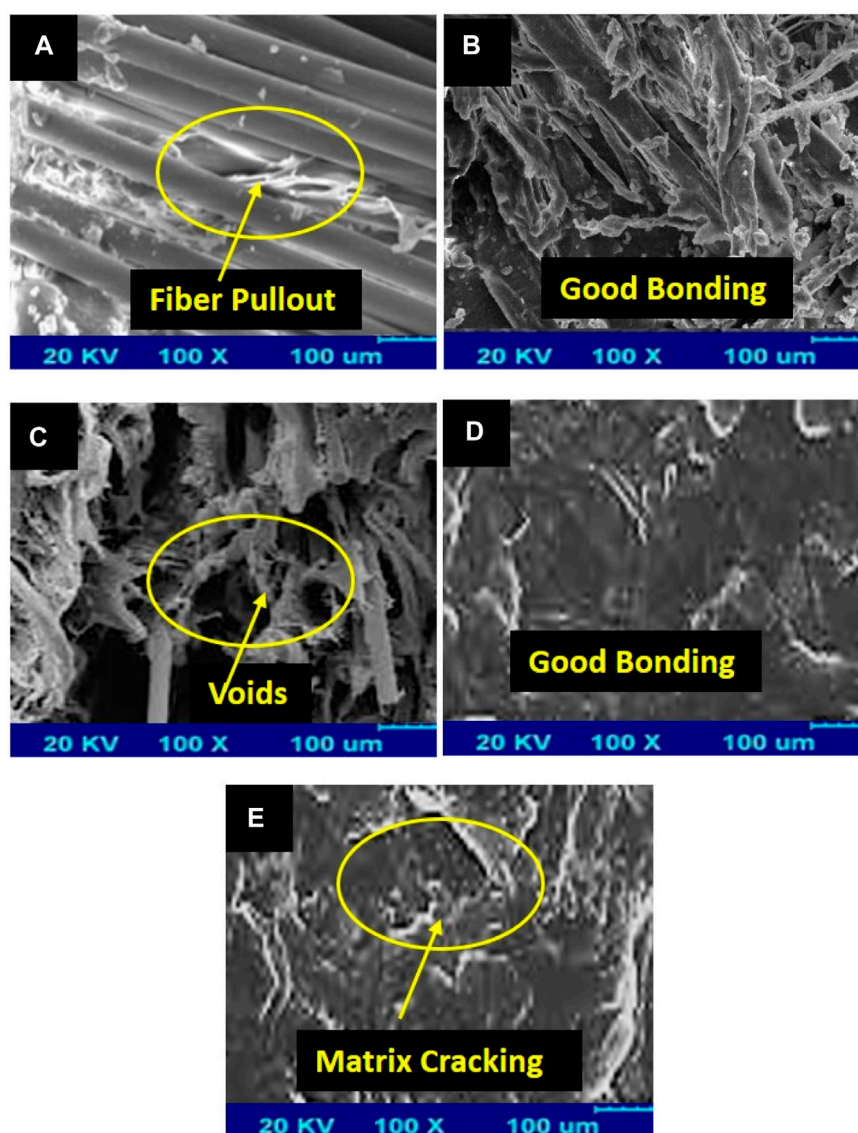 A
Fiber Pullout
20 KV 100 X 100 um
B
Good Bonding
20 KV 100 X 100 um
C
Voids
20 KV 100 X 100 um
D
Good Bonding
20 KV 100 X 100 um
E
Matrix Cracking
20 KV 100 X 100 um